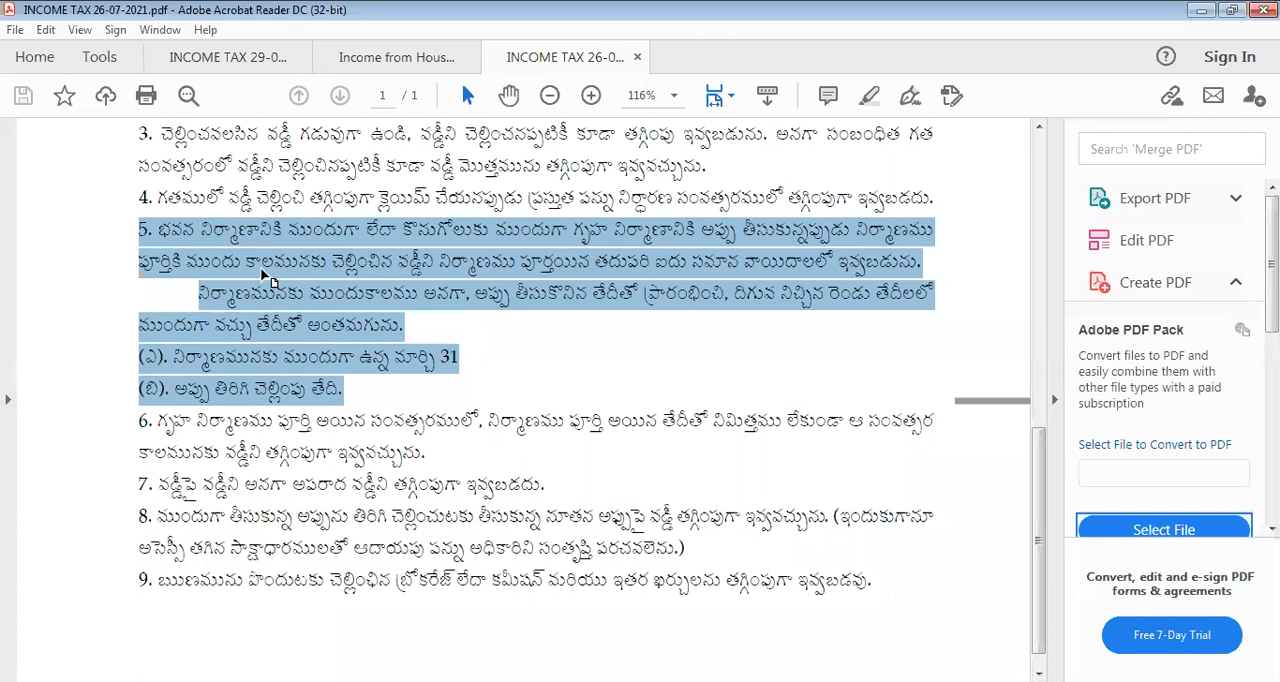 INCOME TAX 26-07-2021.pdf - Adobe Acrobat Reader DC (32-bit)
File Edit View Sign Window Help
Home Tools INCOME TAX 29-0... Income from Hous... INCOME TAX 26-0... × Sign In
1 / 1 116%
3. చెల్లించవలసిన వడ్డీ గడువుగా ఉండి, వడ్డీని చెల్లించనప్పటికీ కూడా తగ్గింపు ఇవ్వబడును. అనగా సంబంధిత గత
సంవత్సరంలో వడ్డీని చెల్లించినప్పటికీ కూడా వడ్డీ మొత్తమును తగ్గింపుగా ఇవ్వవచ్చును.
4. గతములో వడ్డీ చెల్లించి తగ్గింపుగా క్లెయిమ్ చేయనప్పుడు ప్రస్తుత పన్ను నిర్ధారణ సంవత్సరములో తగ్గింపుగా ఇవ్వబడదు.
5. భవన నిర్మాణానికి ముందుగా లేదా కొనుగోలుకు ముందుగా గృహ నిర్మాణానికి అప్పు తీసుకున్నప్పుడు నిర్మాణము
పూర్తికి ముందు కాలమునకు చెల్లించిన వడ్డీని నిర్మాణము పూర్తయిన తదుపరి ఐదు సమాన వాయిదాలలో ఇవ్వబడును.
నిర్మాణమునకు ముందుకాలము అనగా, అప్పు తీసుకొనిన తేదీతో ప్రారంభించి, దిగువ నిచ్చిన రెండు తేదీలలో
ముందుగా వచ్చు తేదీతో అంతమగును.
(ఎ). నిర్మాణమునకు ముందుగా ఉన్న మార్చి 31
(బి). అప్పు తిరిగి చెల్లింపు తేది.
6. గృహ నిర్మాణము పూర్తి అయిన సంవత్సరములో, నిర్మాణము పూర్తి అయిన తేదీతో నిమిత్తము లేకుండా ఆ సంవత్సర
కాలమునకు వడ్డీని తగ్గింపుగా ఇవ్వవచ్చును.
7. వడ్డీపై వడ్డీని అనగా అపరాద వడ్డీని తగ్గింపుగా ఇవ్వబడదు.
8. ముందుగా తీసుకున్న అప్పును తిరిగి చెల్లించుటకు తీసుకున్న నూతన అప్పుపై వడ్డీ తగ్గింపుగా ఇవ్వవచ్చును. (ఇందుకుగానూ
అసెస్సీ తగిన సాక్షాధారములతో ఆదాయపు పన్ను అధికారిని సంతృప్తి పరచవలెను.)
9. ఋణమును పొందుటకు చెల్లించిన బ్రోకరేజ్ లేదా కమీషన్ మరియు ఇతర ఖర్చులను తగ్గింపుగా ఇవ్వబడవు.
Search 'Merge PDF'
Export PDF
Edit PDF
Create PDF
Adobe PDF Pack
Convert files to PDF and
easily combine them with
other file types with a paid
subscription
Select File to Convert to PDF
Select File
Convert, edit and e-sign PDF
forms & agreements
Free 7-Day Trial